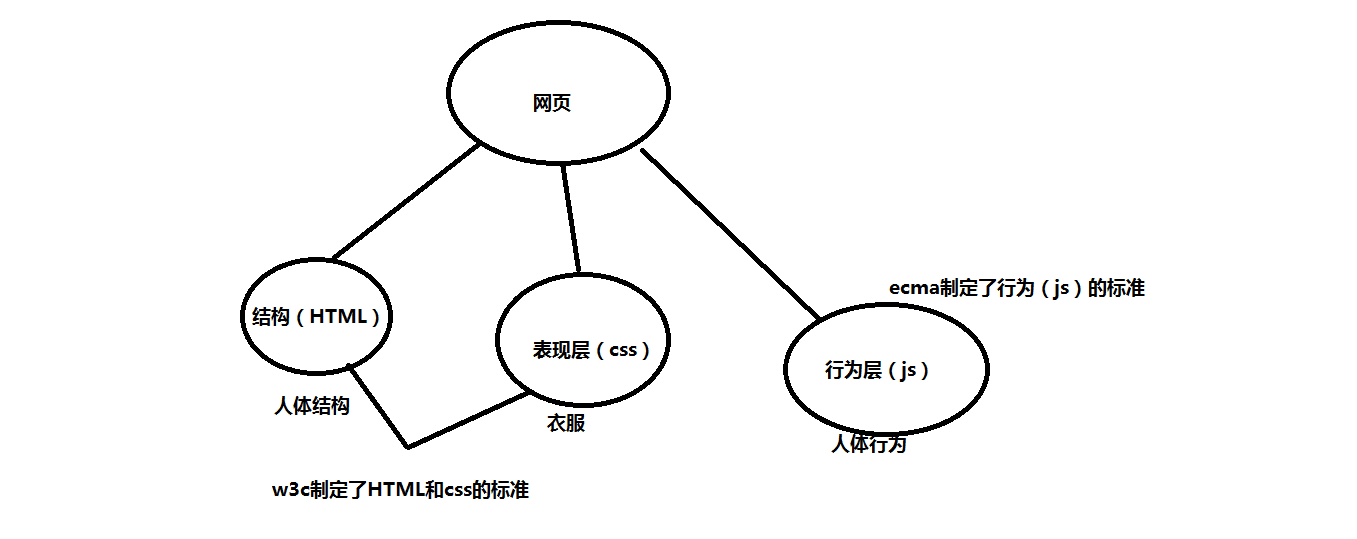 网页
ecma制定了行为（js）的标准
结构（HTML）
表现层（css）
行为层（js）
人体结构
衣服
人体行为
w3c制定了HTML和css的标准